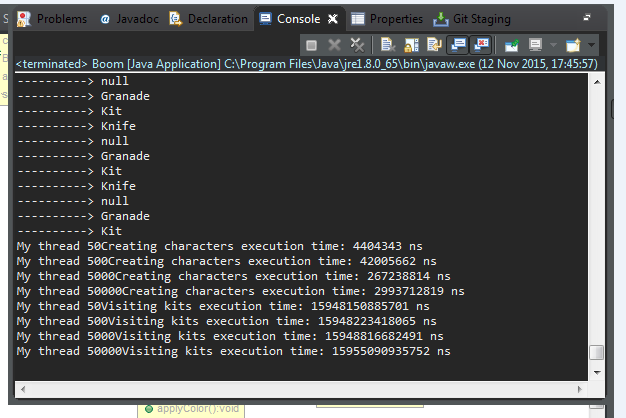 Problems @ Javadoc Declaration Console Properties Git Staging
<terminated> Boom [Java Application] C:\Program Files\Java\jre1.8.0_65\bin\javaw.exe (12 Nov 2015, 17:45:57)
----------> null
----------> Granade
----------> Kit
----------> Knife
----------> null
----------> Granade
----------> Kit
----------> Knife
----------> null
----------> Granade
----------> Kit
My thread 50Creating characters execution time: 4404343 ns
My thread 500Creating characters execution time: 42005662 ns
My thread 5000Creating characters execution time: 267238814 ns
My thread 50000Creating characters execution time: 2993712819 ns
My thread 50Visiting kits execution time: 15948150885701 ns
My thread 500Visiting kits execution time: 15948223418065 ns
My thread 5000Visiting kits execution time: 15948816682491 ns
My thread 50000Visiting kits execution time: 15955090935752 ns
applyColor():void